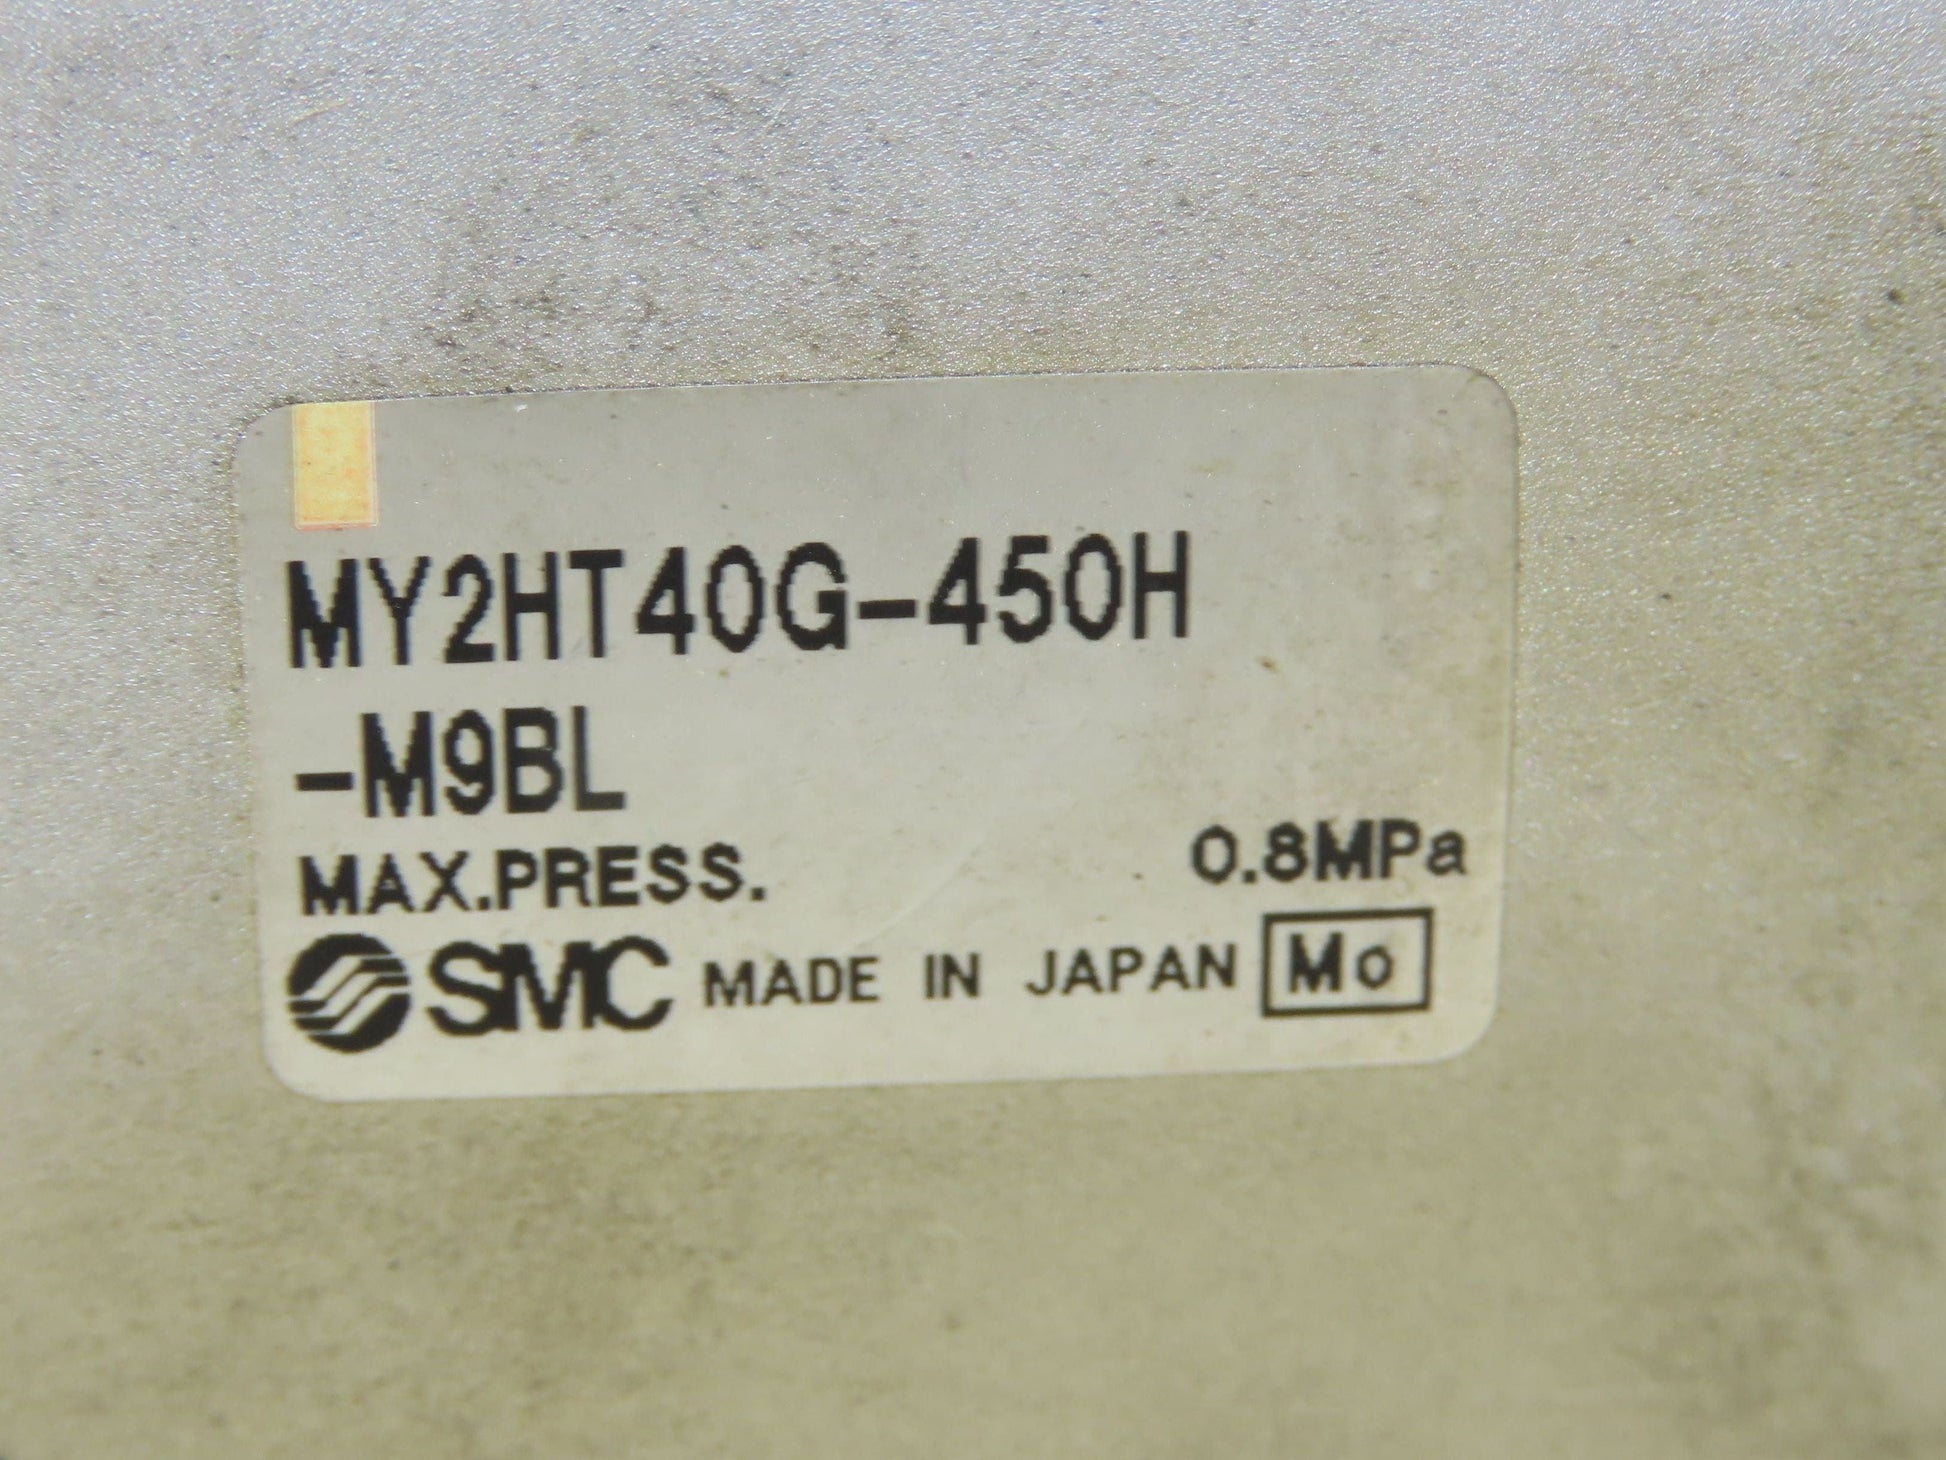 MY2HT40G-450H
-M9BL
MAX.PRESS. 0.8MPa
SMC MADE IN JAPAN Mo